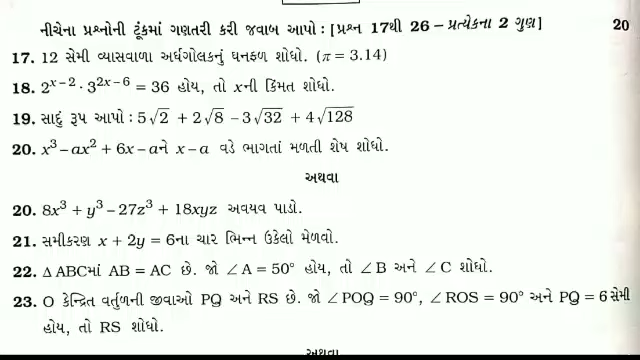 નીચેના પ્રશ્નોની ટૂંકમાં ગણતરી કરી જવાબ આપો : [પ્રશ્ન 17થી 26 – પ્રત્યેકના 2 ગુણ] 20
17. 12 સેમી વ્યાસવાળા અર્ધગોલકનું ઘનફળ શોધો. (π = 3.14)
18. 2^(x–2) · 3^(2x–6) = 36 હોય, તો xની કિંમત શોધો.
19. સાદું રૂપ આપો : 5√2 + 2√8 – 3√32 + 4√128
20. x³ – ax² + 6x – aને x – a વડે ભાગતાં મળતી શેષ શોધો.
અથવા
20. 8x³ + y³ – 27z³ + 18xyz અવયવ પાડો.
21. સમીકરણ x + 2y = 6ના ચાર ભિન્ન ઉકેલો મેળવો.
22. Δ ABCમાં AB = AC છે. જો ∠A = 50° હોય, તો ∠B અને ∠C શોધો.
23. O કેન્દ્રિત વર્તુળની જીવાઓ PQ અને RS છે. જો ∠POQ = 90°, ∠ROS = 90° અને PQ = 6 સેમી
હોય, તો RS શોધો.
અથવા